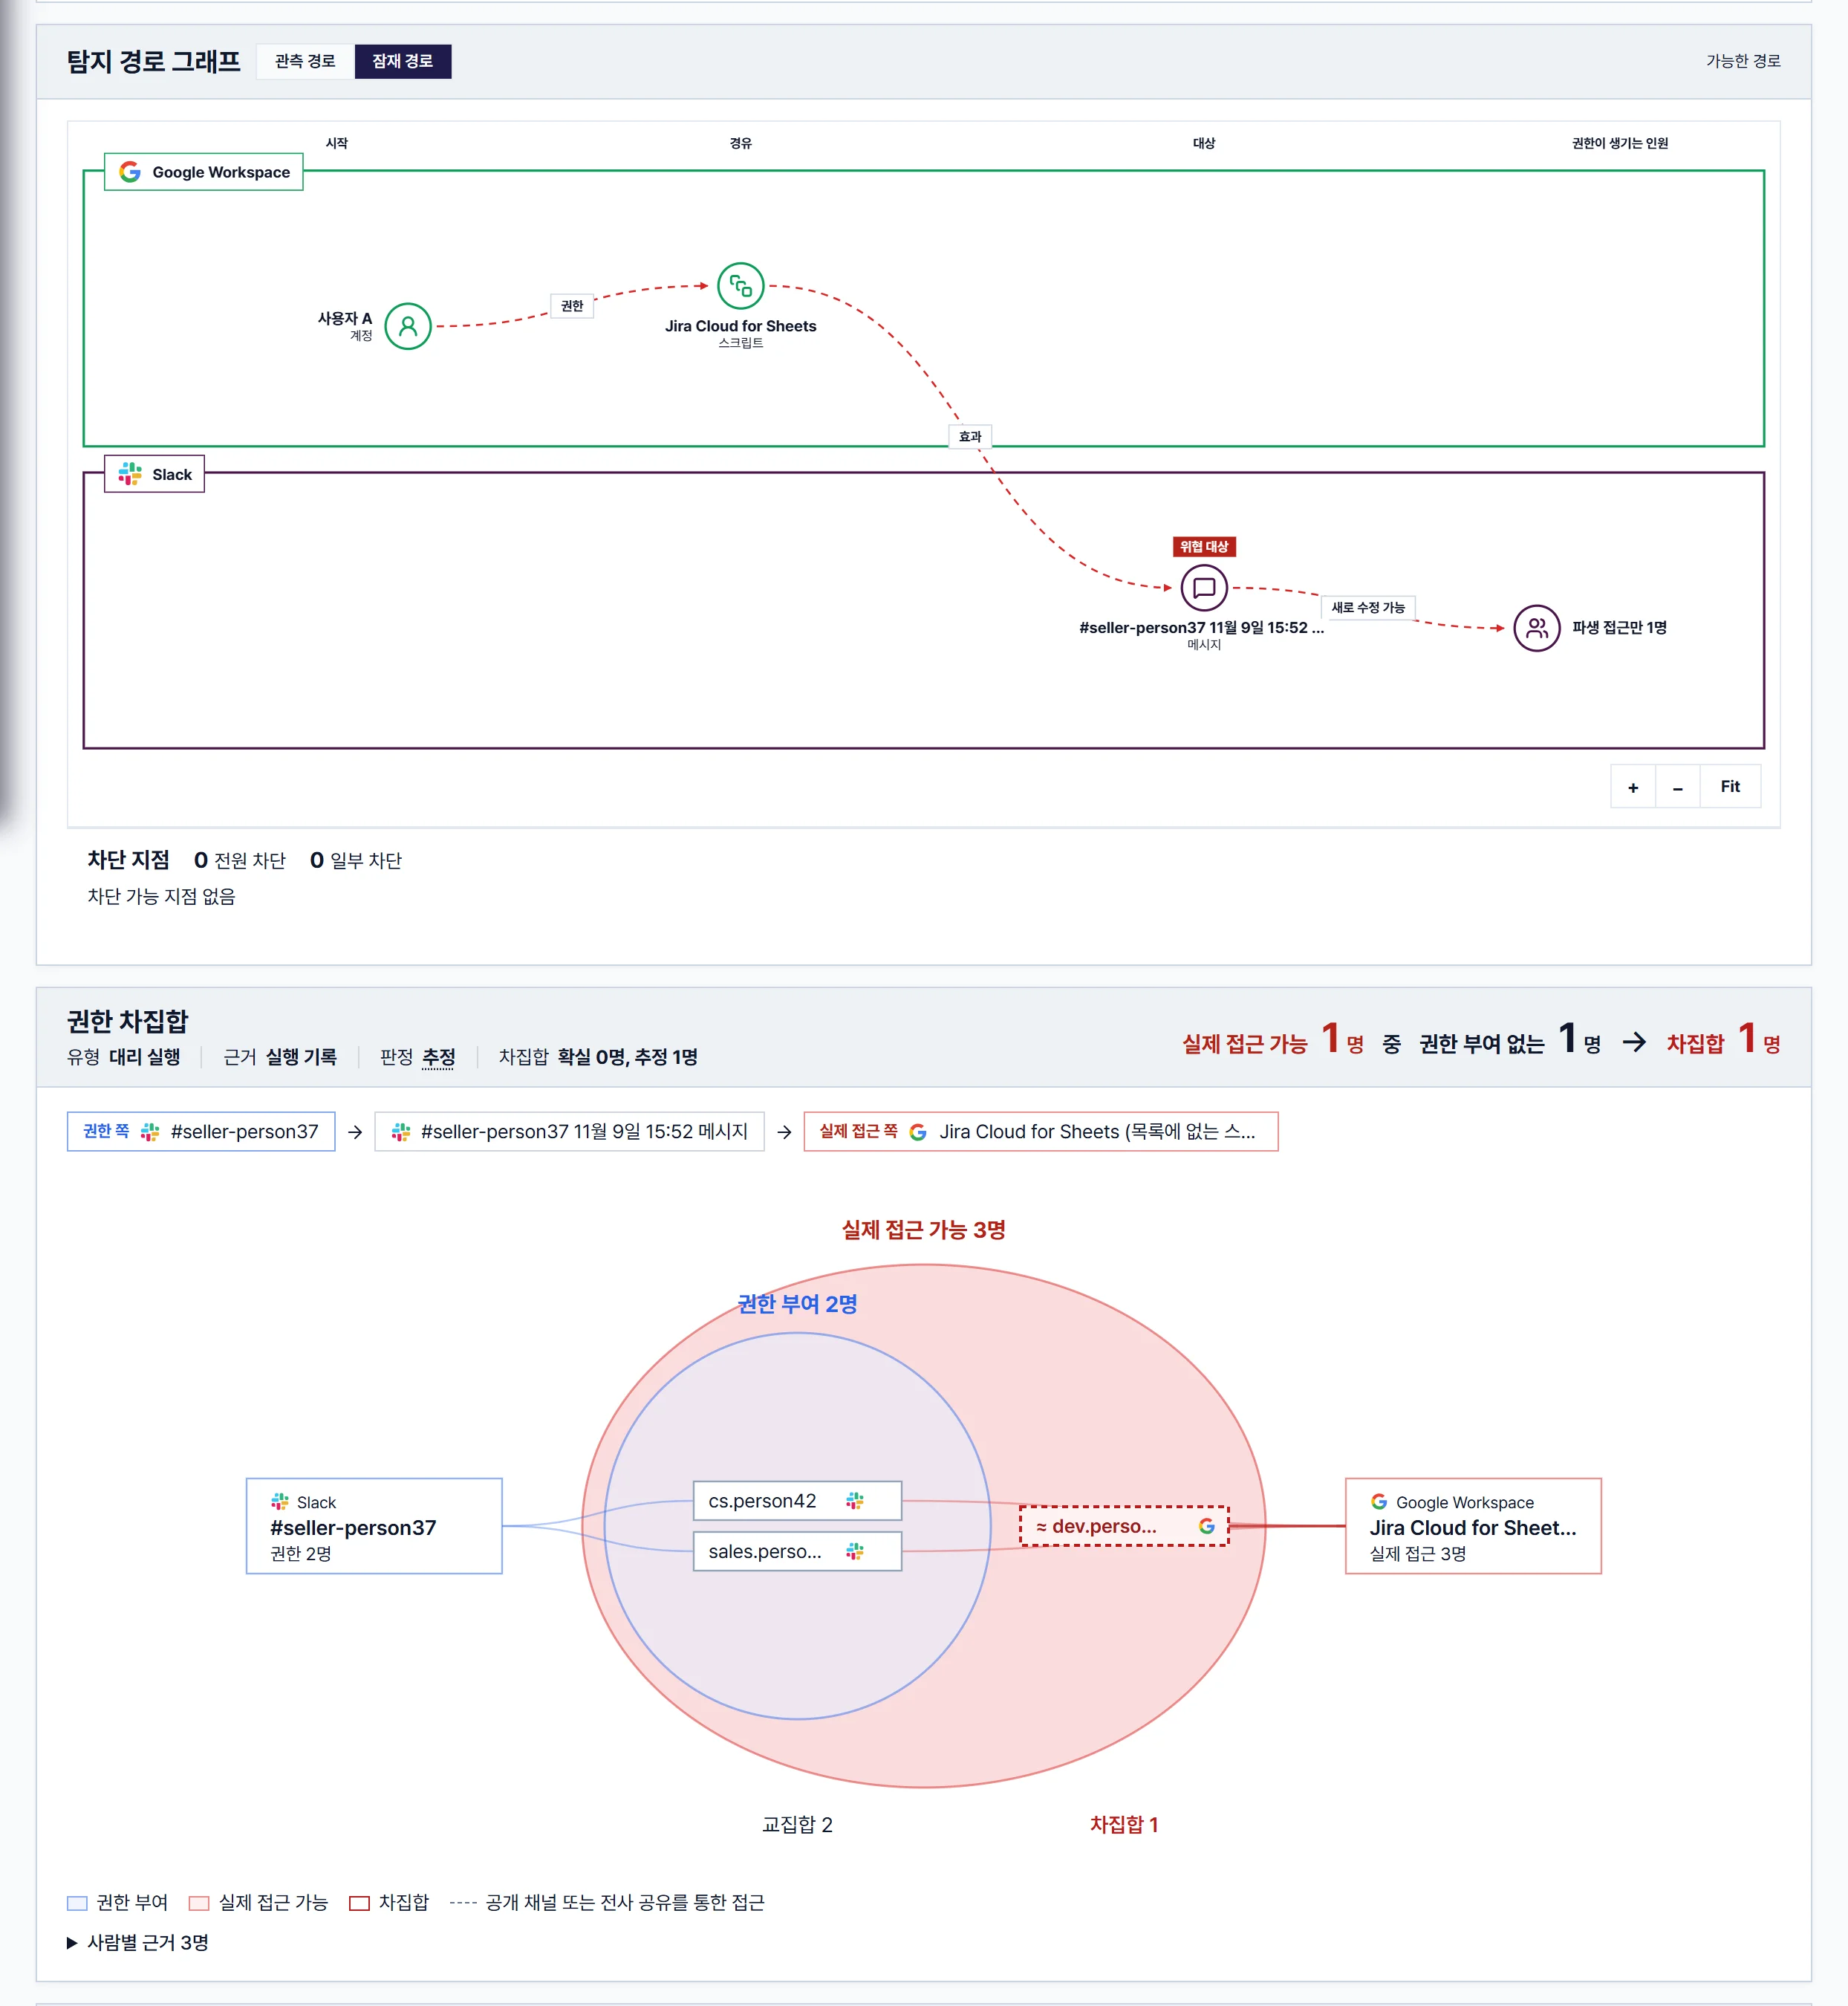 탐지 경로 그래프 관측 경로 잠재 경로 가능한 경로
시작 경유 대상 권한이 생기는 인원
Google Workspace
사용자 A
계정
권한
Jira Cloud for Sheets
스크립트
효과
Slack
위협 대상
#seller-person37 11월 9일 15:52 ...
메시지
새로 수정 가능
파생 접근만 1명
+ – Fit
차단 지점 0 전원 차단 0 일부 차단
차단 가능 지점 없음
권한 차집합
유형 대리 실행 근거 실행 기록 판정 추정 차집합 확실 0명, 추정 1명
실제 접근 가능 1명 중 권한 부여 없는 1명 → 차집합 1명
권한 쪽 #seller-person37 → #seller-person37 11월 9일 15:52 메시지 → 실제 접근 쪽 Jira Cloud for Sheets (목록에 없는 스...
실제 접근 가능 3명
권한 부여 2명
Slack
#seller-person37
권한 2명
cs.person42
sales.perso...
≈ dev.perso...
Google Workspace
Jira Cloud for Sheet...
실제 접근 3명
교집합 2 차집합 1
권한 부여 실제 접근 가능 차집합 공개 채널 또는 전사 공유를 통한 접근
▶ 사람별 근거 3명